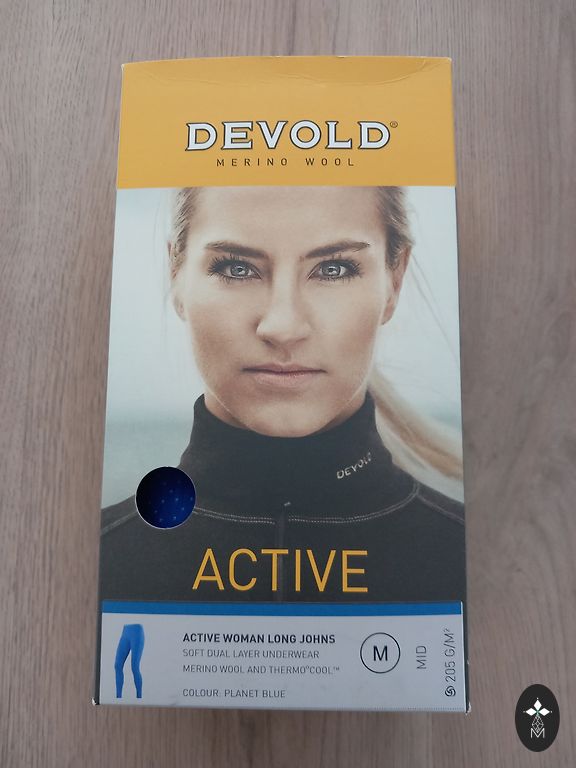 DEVOLD®
MERINO WOOL
DEVOLD
ACTIVE
ACTIVE WOMAN LONG JOHNS
SOFT DUAL LAYER UNDERWEAR
MERINO WOOL AND THERMO°COOL™
COLOUR: PLANET BLUE
M
MID
205 G/M²
M